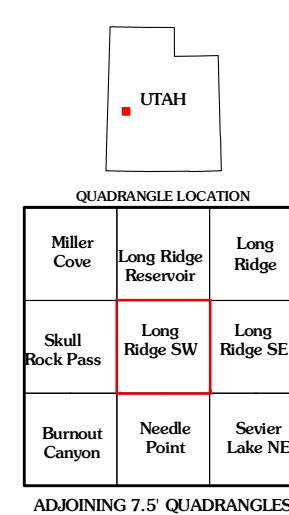 UTAH
QUADRANGLE LOCATION
Miller
Cove
Long Ridge
Reservoir
Long
Ridge
Skull
Rock Pass
Long
Ridge SW
Long
Ridge SE
Burnout
Canyon
Needle
Point
Sevier
Lake NE
ADJOINING 7.5' QUADRANGLES